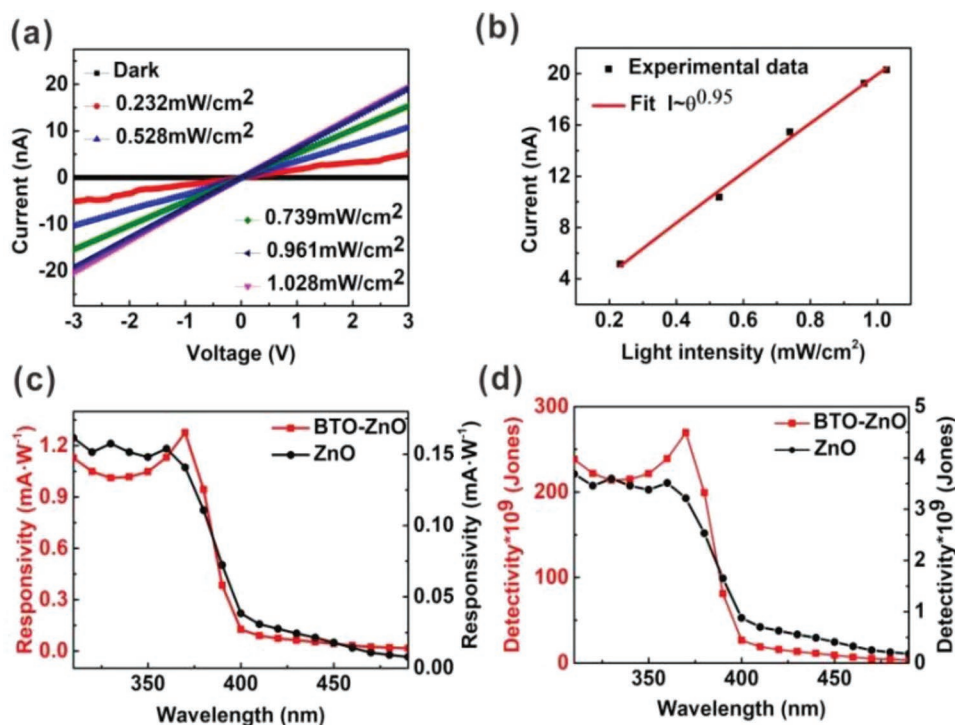 (a)
Dark
0.232mW/cm²
0.528mW/cm²
0.739mW/cm²
0.961mW/cm²
1.028mW/cm²
20
10
0
-10
-20
-3
-2
-1
0
1
2
3
Current (nA)
Voltage (V)
(b)
Experimental data
Fit I~θ^0.95
20
16
12
8
4
0.2
0.4
0.6
0.8
1.0
Current (nA)
Light intensity (mW/cm²)
(c)
BTO-ZnO
ZnO
1.2
0.9
0.6
0.3
0.0
Responsivity (mA·W⁻¹)
350
400
450
Wavelength (nm)
0.15
0.10
0.05
0.00
Responsivity (mA·W⁻¹)
(d)
BTO-ZnO
ZnO
300
200
100
0
Detectivity*10⁹ (Jones)
350
400
450
Wavelength (nm)
5
4
3
2
1
0
Detectivity*10⁹ (Jones)